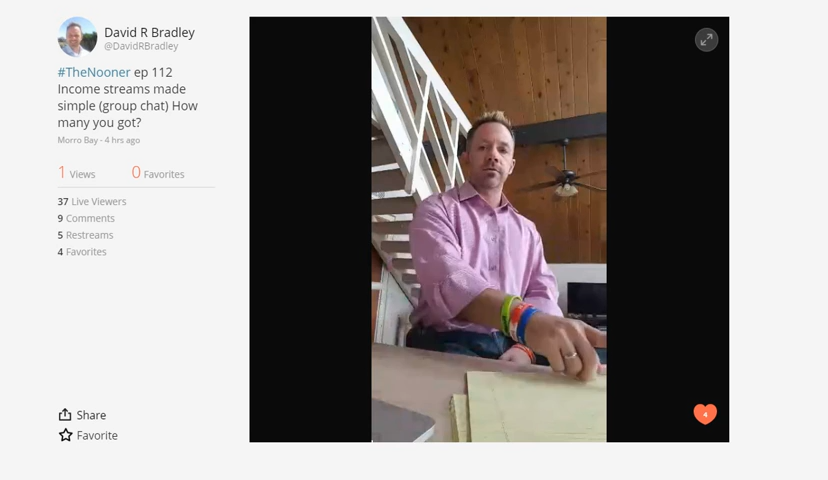 David R Bradley
@DavidRBradley
#TheNooner ep 112
Income streams made
simple (group chat) How
many you got?
Morro Bay - 4 hrs ago
1 Views 0 Favorites
37 Live Viewers
9 Comments
5 Restreams
4 Favorites
Share
Favorite
4